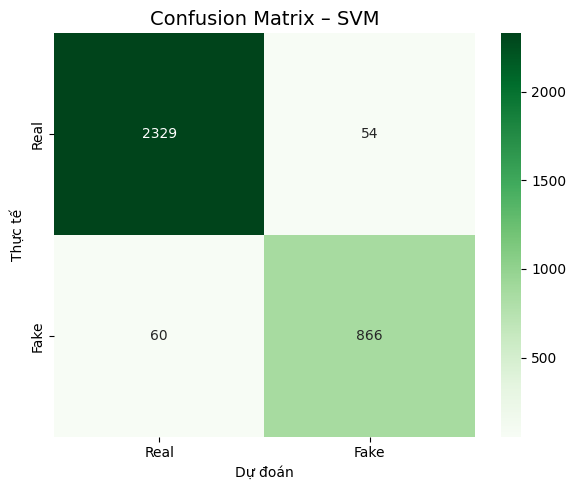 Confusion Matrix – SVM
Thực tế
Real
2329
54
Fake
60
866
Real
Fake
Dự đoán
2000
1500
1000
500